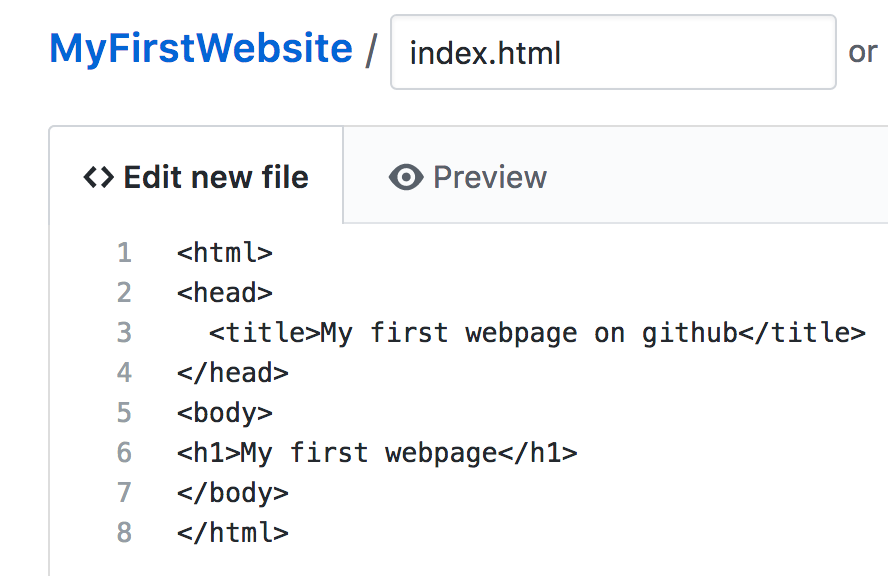 MyFirstWebsite / index.html or
<> Edit new file Preview
1 <html>
2 <head>
3   <title>My first webpage on github</title>
4 </head>
5 <body>
6 <h1>My first webpage</h1>
7 </body>
8 </html>